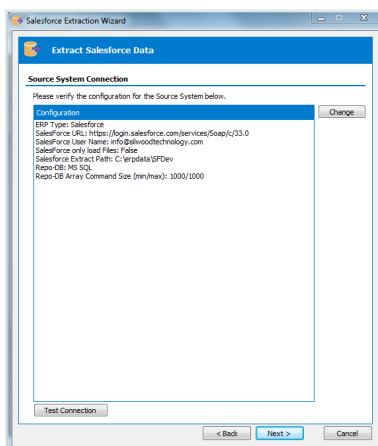 Salesforce Extraction Wizard
Extract Salesforce Data
Source System Connection
Please verify the configuration for the Source System below.
Configuration
Change
ERP Type: Salesforce
SalesForce URL: https://login.salesforce.com/services/Soap/c/33.0
SalesForce User Name: info@silwoodtechnology.com
SalesForce only load Files: False
Salesforce Extract Path: C:\erpdata\SFDev
Repo-DB: MS SQL
Repo-DB Array Command Size (min/max): 1000/1000
Test Connection
< Back
Next >
Cancel